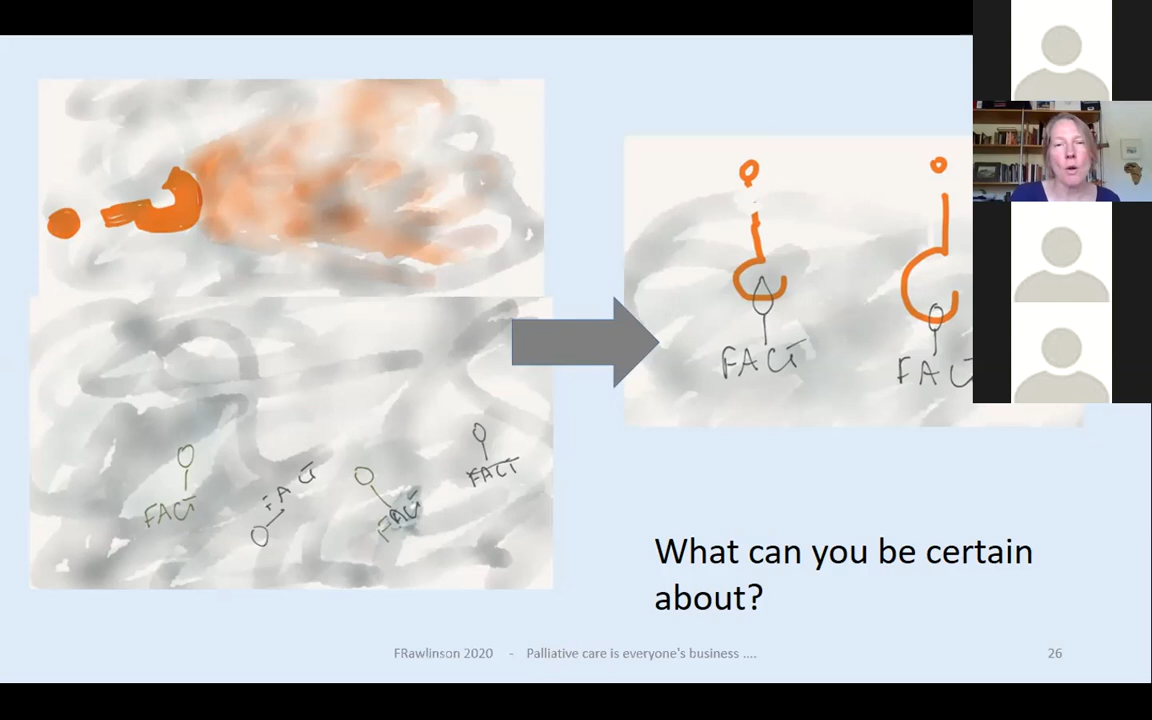 FACT
FACT
FACT
FACT
FACT
FACT
What can you be certain
about?
FRawlinson 2020 - Palliative care is everyone's business ....
26